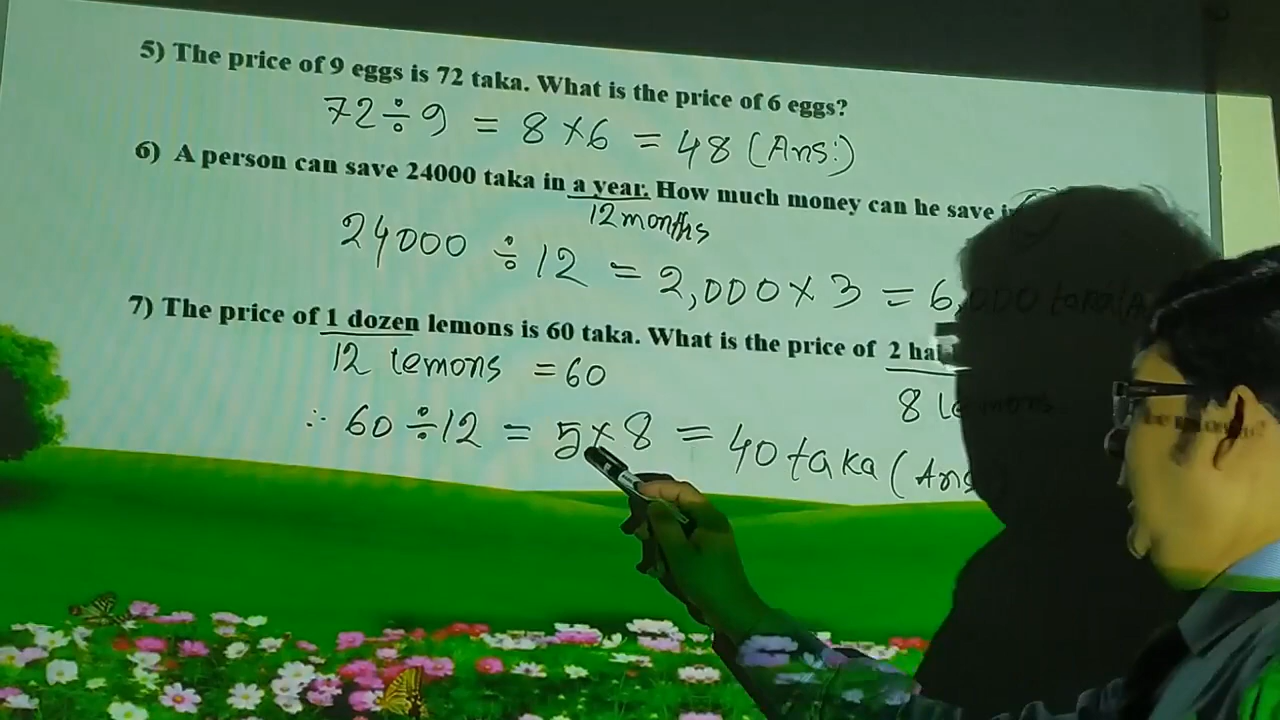 5) The price of 9 eggs is 72 taka. What is the price of 6 eggs?
72÷9 = 8×6 = 48 (Ans:)
6) A person can save 24000 taka in a year. How much money can he save
12 months
24000 ÷ 12 = 2,000 × 3 = 6,000 taka
7) The price of 1 dozen lemons is 60 taka. What is the price of 2
12 lemons = 60
8
∴ 60÷12 = 5×8 = 40 taka (Ans